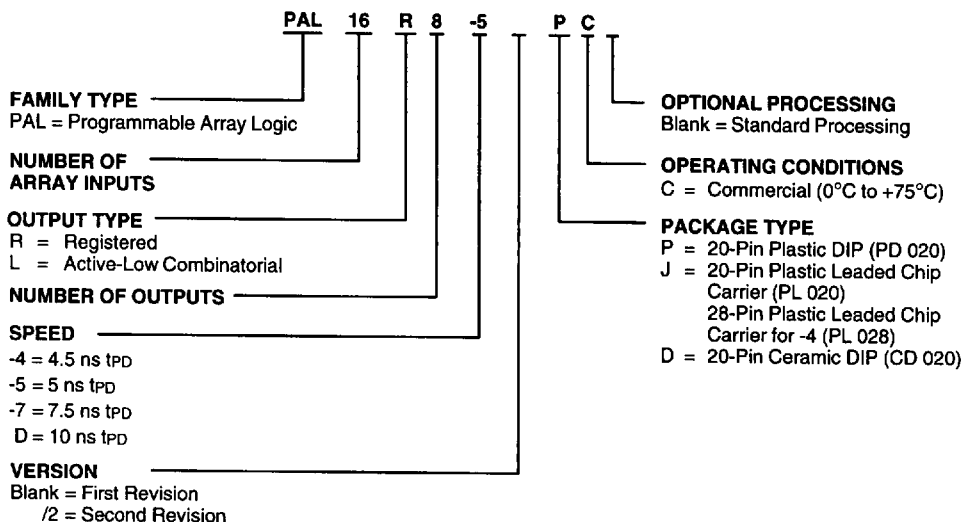 PAL 16 R 8 -5 P C
FAMILY TYPE
PAL = Programmable Array Logic
NUMBER OF
ARRAY INPUTS
OUTPUT TYPE
R = Registered
L = Active-Low Combinatorial
NUMBER OF OUTPUTS
SPEED
-4 = 4.5 ns tPD
-5 = 5 ns tPD
-7 = 7.5 ns tPD
D = 10 ns tPD
VERSION
Blank = First Revision
/2 = Second Revision
OPTIONAL PROCESSING
Blank = Standard Processing
OPERATING CONDITIONS
C = Commercial (0°C to +75°C)
PACKAGE TYPE
P = 20-Pin Plastic DIP (PD 020)
J = 20-Pin Plastic Leaded Chip
Carrier (PL 020)
28-Pin Plastic Leaded Chip
Carrier for -4 (PL 028)
D = 20-Pin Ceramic DIP (CD 020)